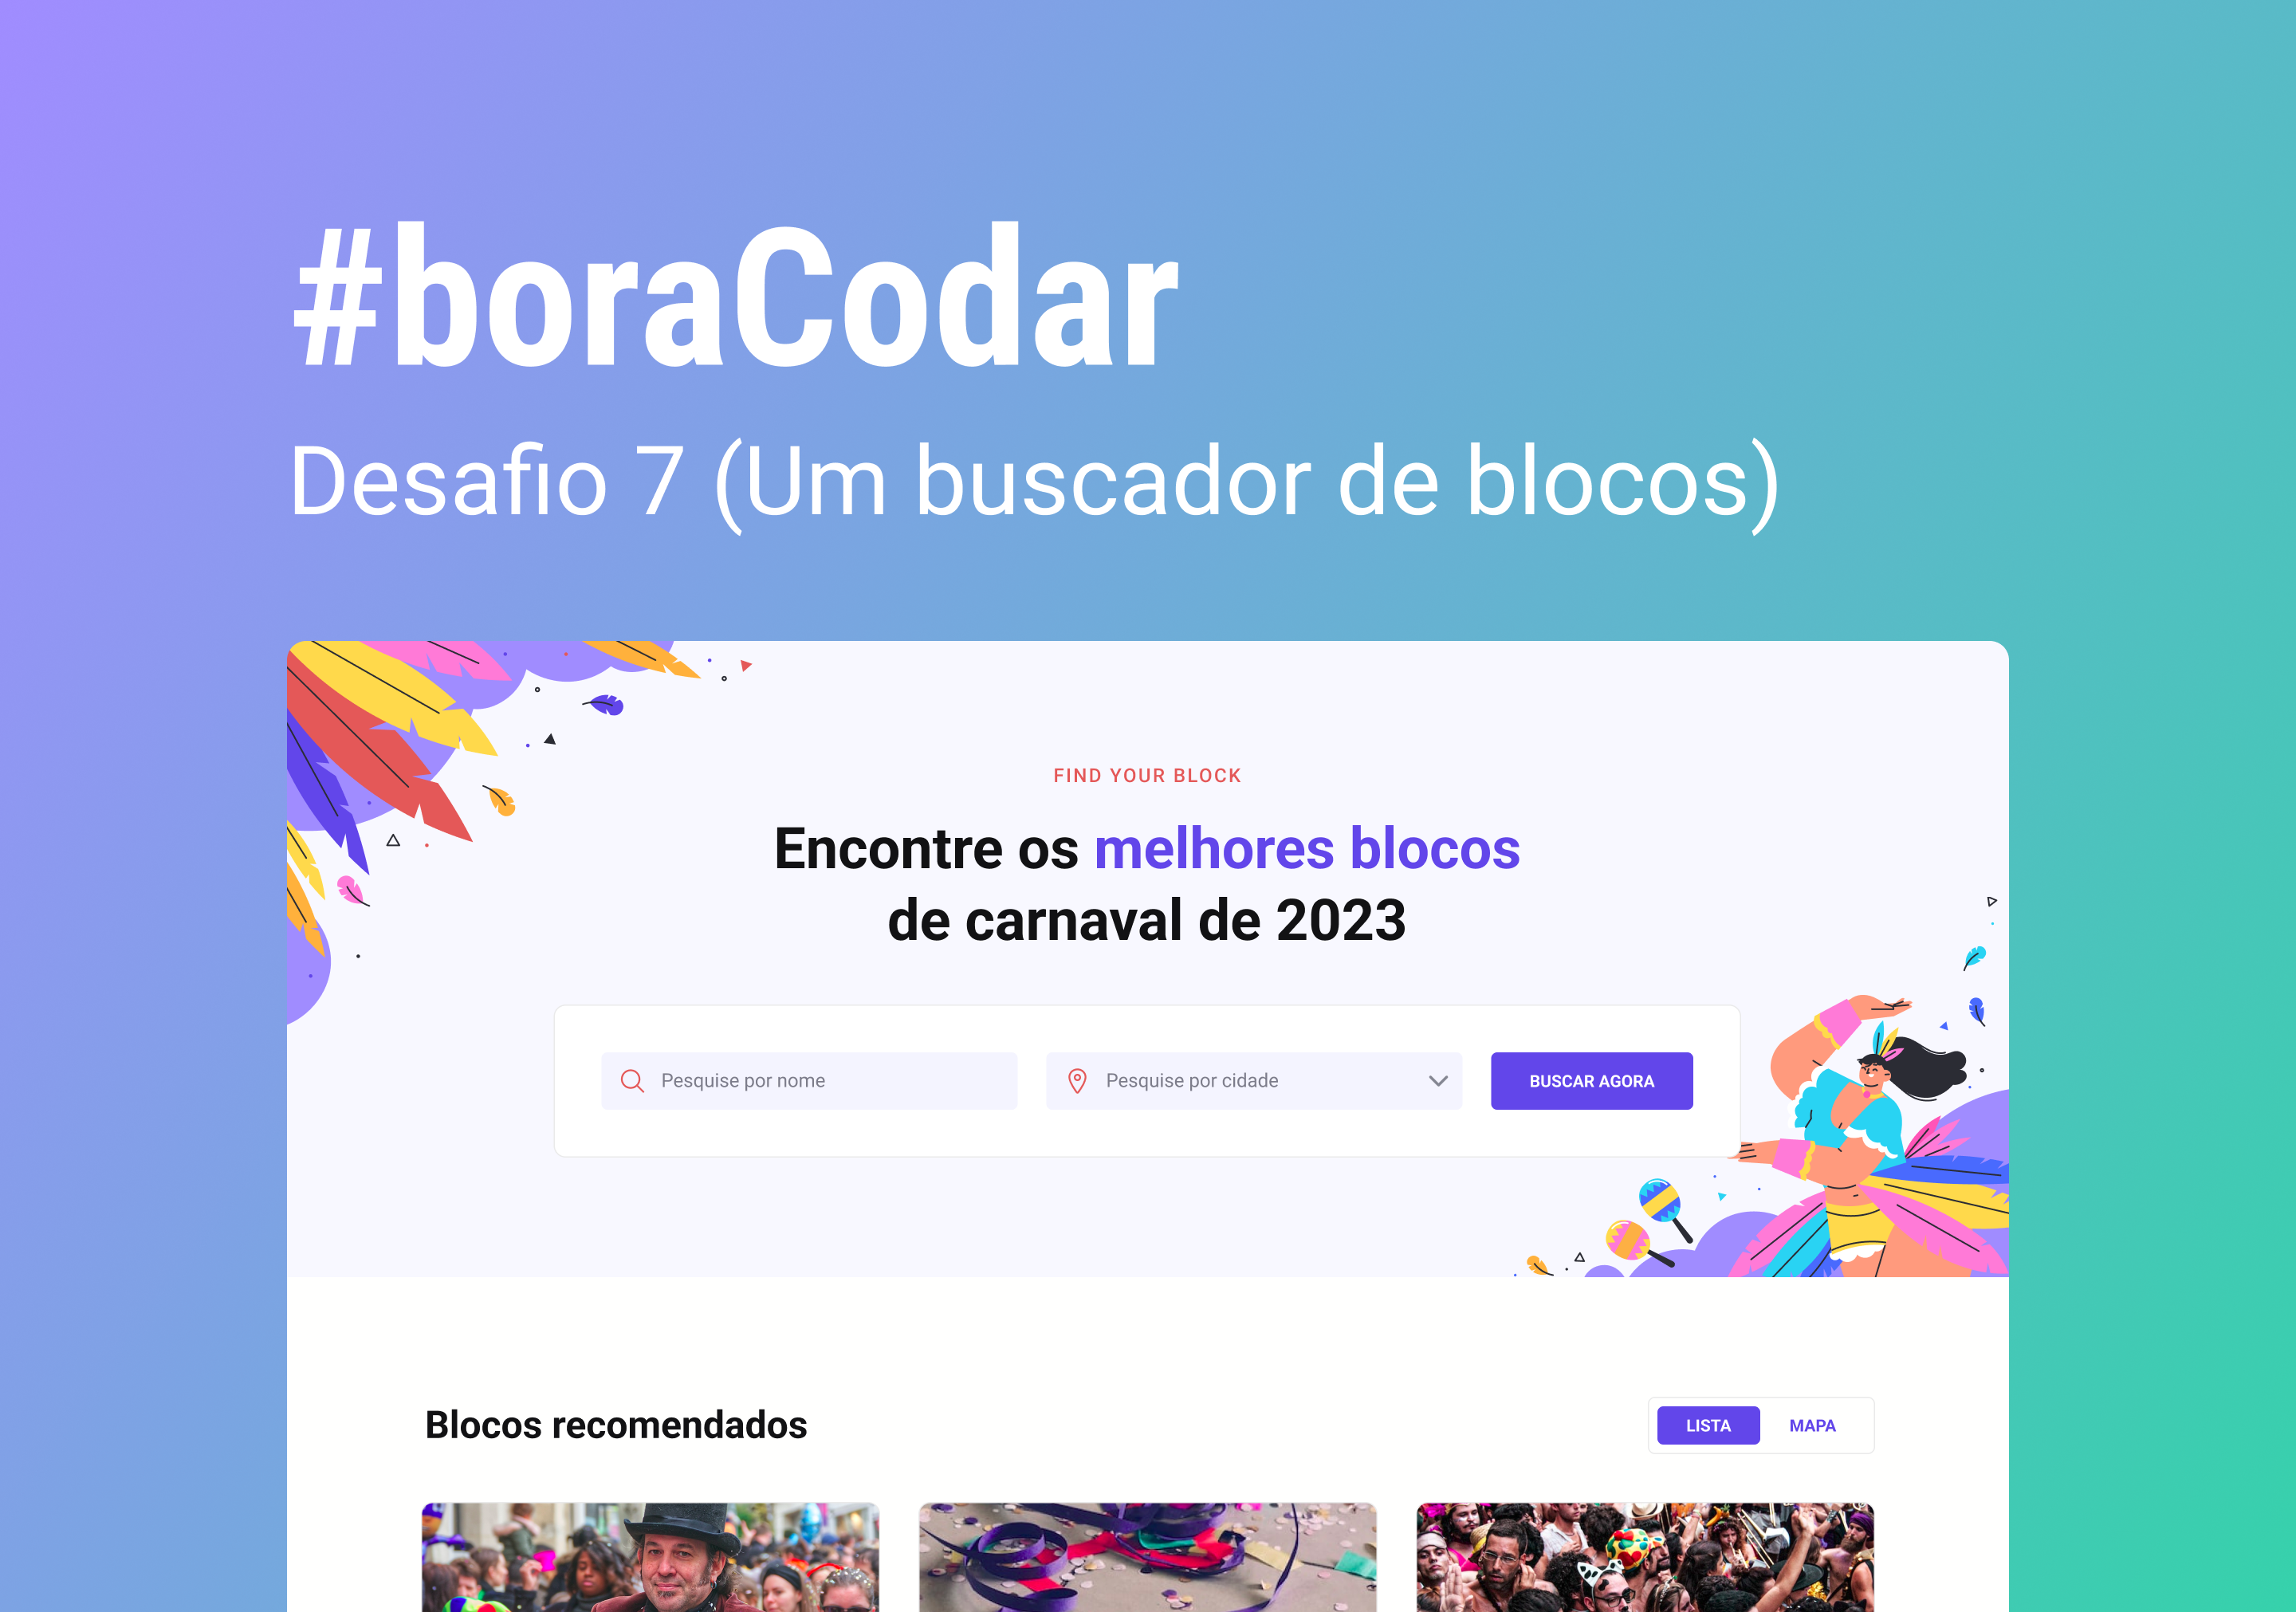 #boraCodar
Desafio 7 (Um buscador de blocos)
FIND YOUR BLOCK
Encontre os melhores blocos
de carnaval de 2023
Pesquise por nome
Pesquise por cidade
BUSCAR AGORA
Blocos recomendados
LISTA
MAPA